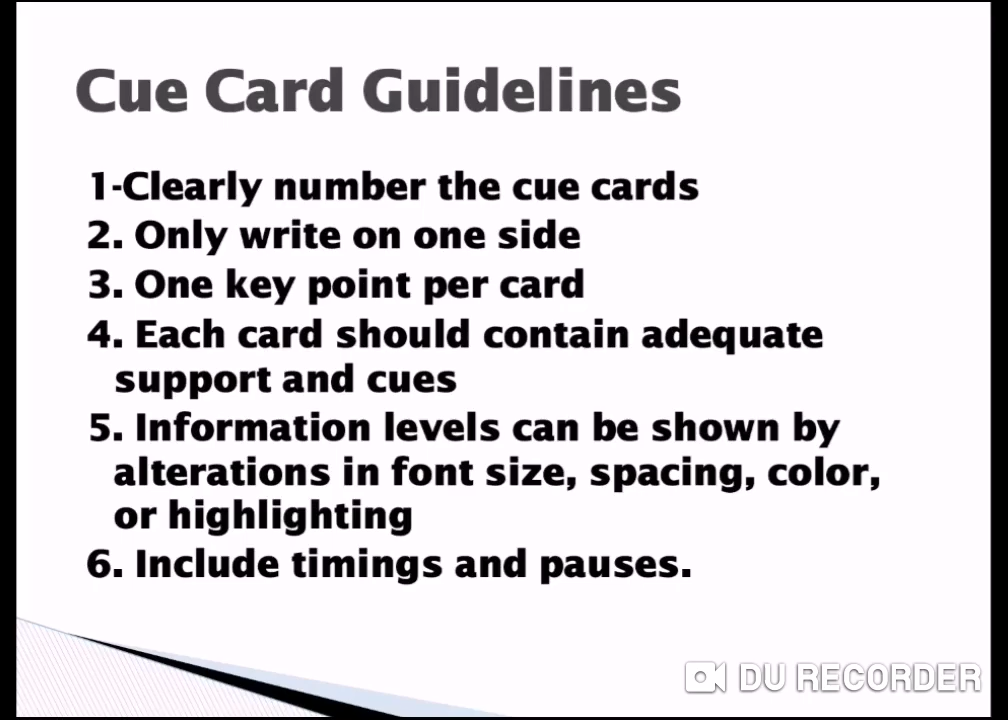 Cue Card Guidelines
1-Clearly number the cue cards
2. Only write on one side
3. One key point per card
4. Each card should contain adequate
support and cues
5. Information levels can be shown by
alterations in font size, spacing, color,
or highlighting
6. Include timings and pauses.
DU RECORDER